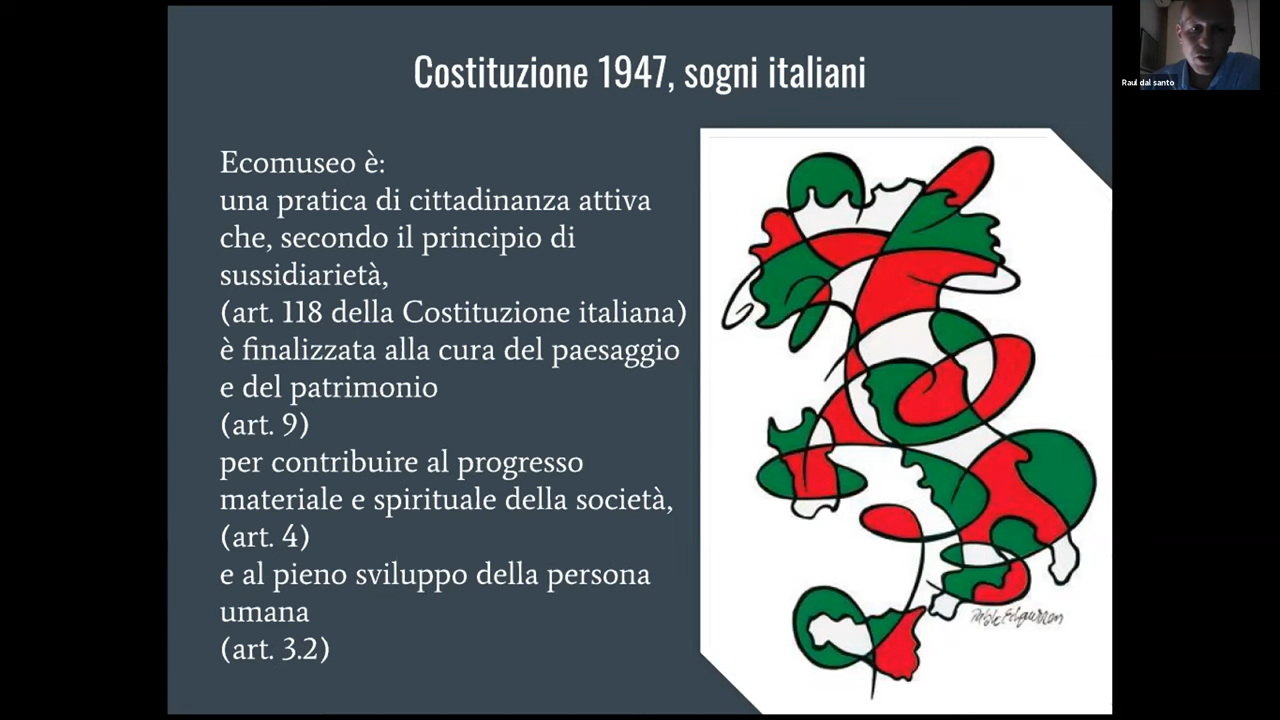 Costituzione 1947, sogni italiani
Raul dal santo
Ecomuseo è:
una pratica di cittadinanza attiva
che, secondo il principio di
sussidiarietà,
(art. 118 della Costituzione italiana)
è finalizzata alla cura del paesaggio
e del patrimonio
(art. 9)
per contribuire al progresso
materiale e spirituale della società,
(art. 4)
e al pieno sviluppo della persona
umana
(art. 3.2)